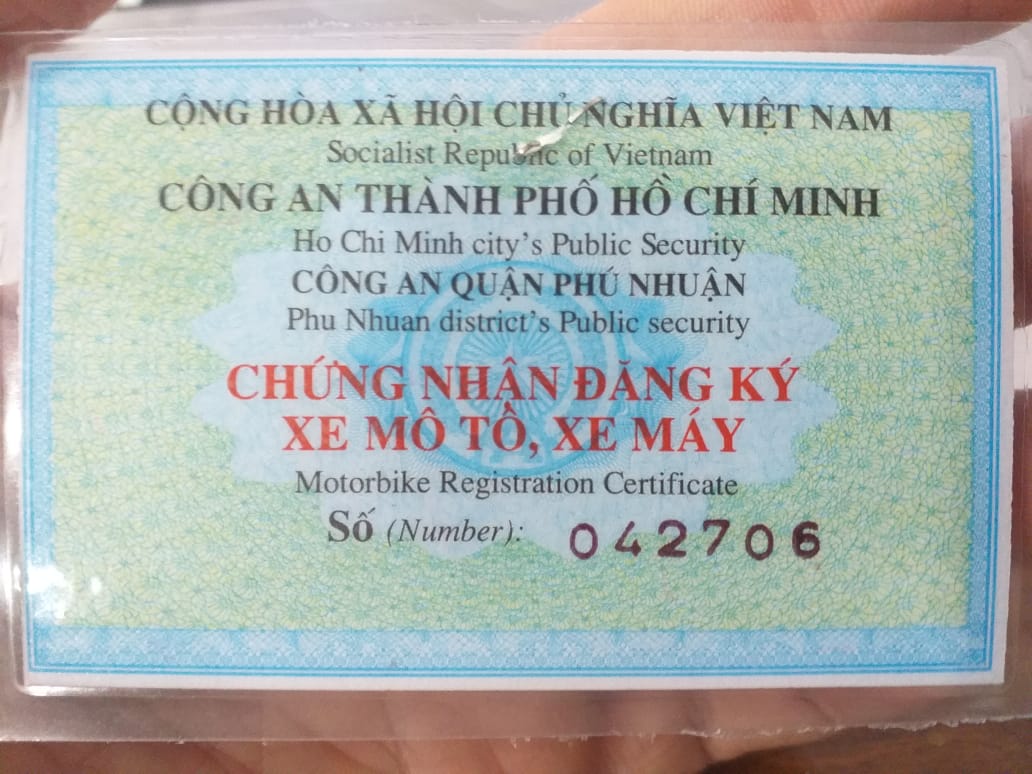 CỘNG HÒA XÃ HỘI CHỦ NGHĨA VIỆT NAM
Socialist Republic of Vietnam
CÔNG AN THÀNH PHỐ HỒ CHÍ MINH
Ho Chi Minh city's Public Security
CÔNG AN QUẬN PHÚ NHUẬN
Phu Nhuan district's Public security
CHỨNG NHẬN ĐĂNG KÝ
XE MÔ TÔ, XE MÁY
Motorbike Registration Certificate
Số (Number): 042706